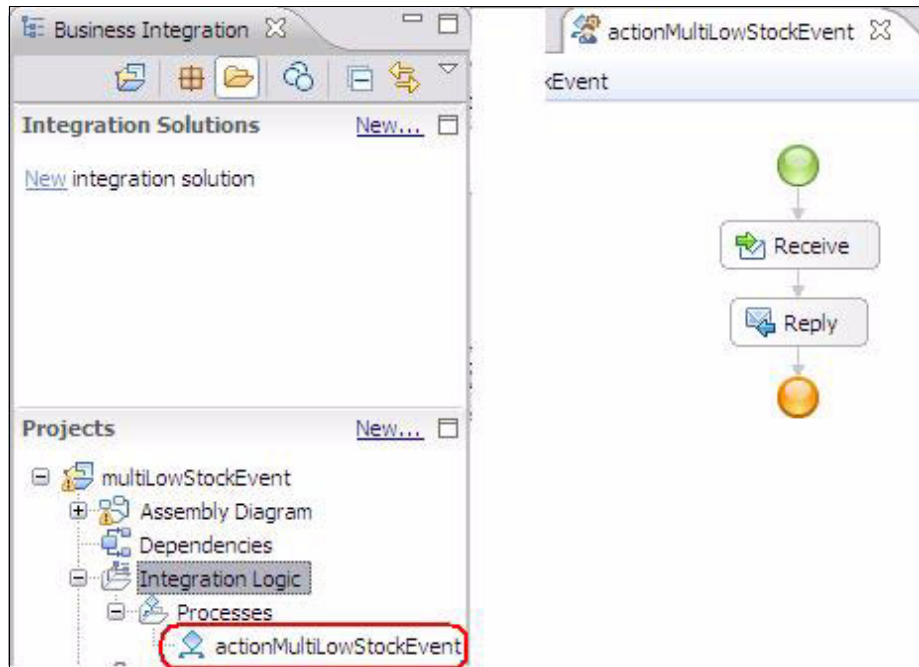 Business Integration
Integration Solutions New...
New integration solution
Projects New...
multiLowStockEvent
Assembly Diagram
Dependencies
Integration Logic
Processes
actionMultiLowStockEvent
actionMultiLowStockEvent
kEvent
Receive
Reply